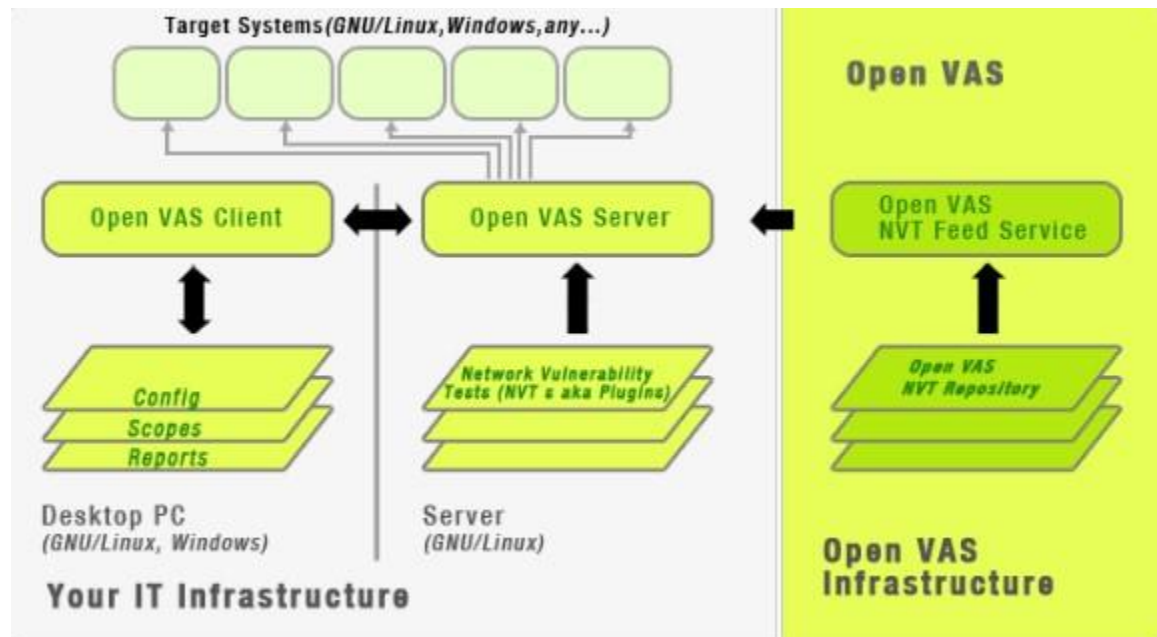 Target Systems(GNU/Linux,Windows,any...)
Open VAS
Open VAS Client
Open VAS Server
Open VAS
NVT Feed Service
Config
Scopes
Reports
Network Vulnerability
Tests (NVT s aka Plugins)
Open VAS
NVT Repository
Desktop PC
(GNU/Linux, Windows)
Server
(GNU/Linux)
Your IT Infrastructure
Open VAS
Infrastructure